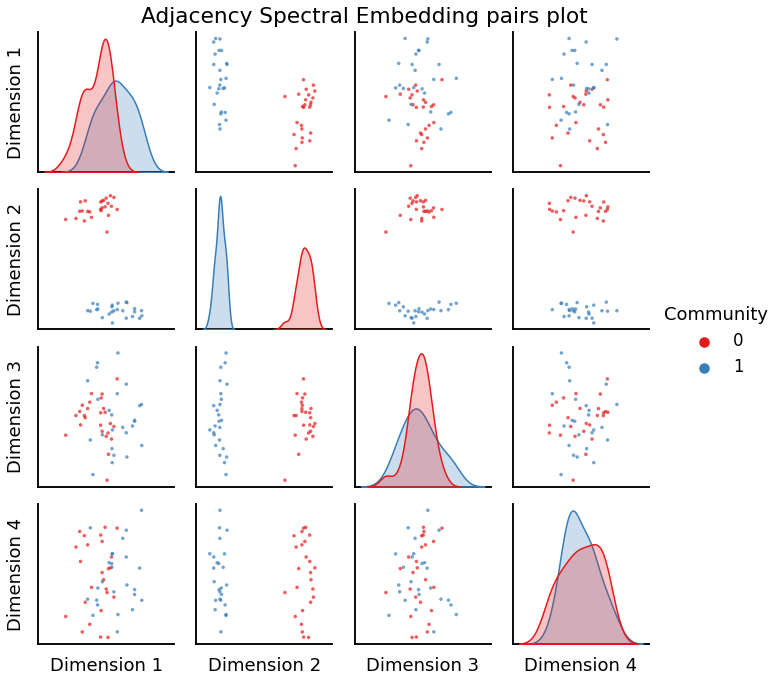 Adjacency Spectral Embedding pairs plot
Dimension 1
Dimension 2
Dimension 3
Dimension 4
Community
0
1
Dimension 1
Dimension 2
Dimension 3
Dimension 4